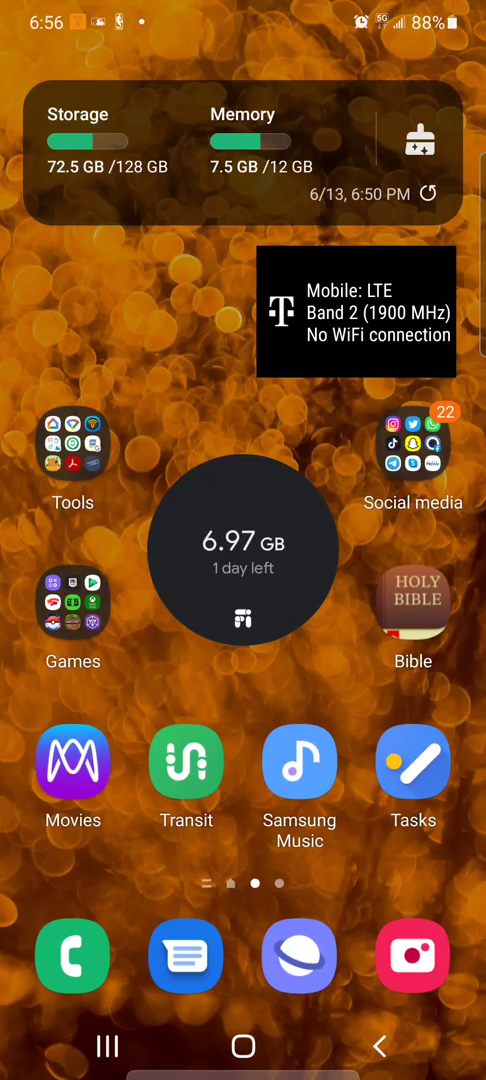 6:56
5G
88%
Storage
Memory
72.5 GB /128 GB
7.5 GB /12 GB
6/13, 6:50 PM
Mobile: LTE
Band 2 (1900 MHz)
No WiFi connection
22
Tools
Social media
6.97 GB
1 day left
HOLY
BIBLE
Games
Bible
Movies
Transit
Samsung
Music
Tasks